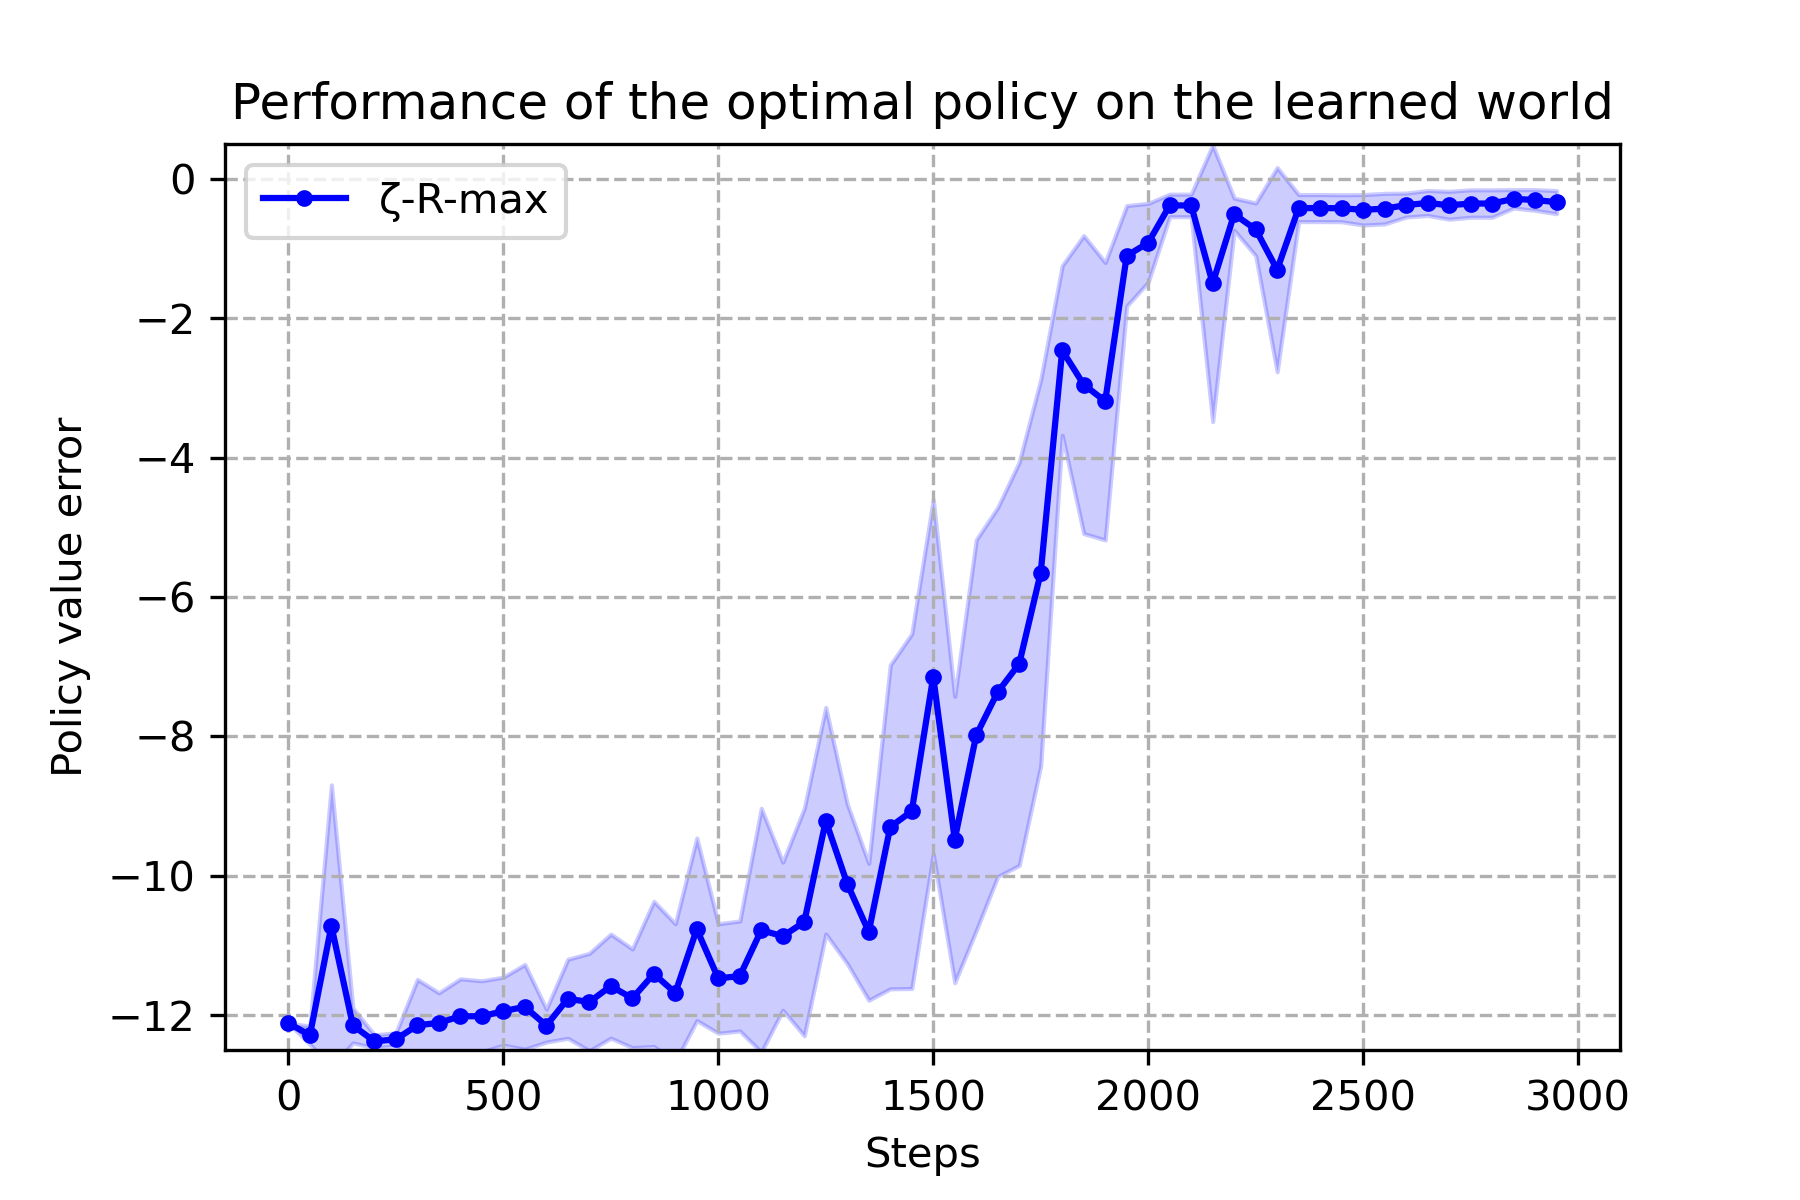 Performance of the optimal policy on the learned world
ζ-R-max
Policy value error
0
−2
−4
−6
−8
−10
−12
0 500 1000 1500 2000 2500 3000
Steps